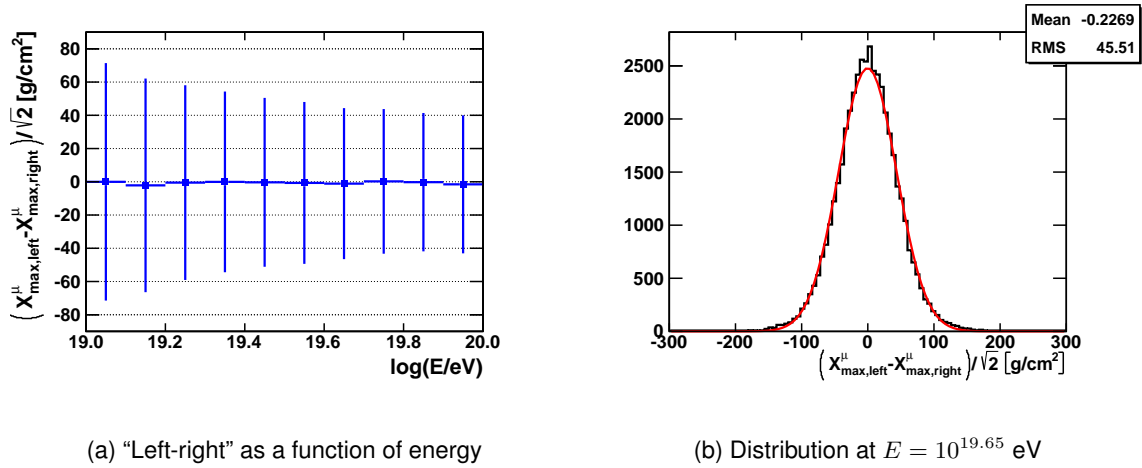 (X^μ_max,left-X^μ_max,right)/√2 [g/cm²]
80
60
40
20
0
-20
-40
-60
-80
19.0 19.2 19.4 19.6 19.8 20.0
log(E/eV)
Mean -0.2269
RMS 45.51
2500
2000
1500
1000
500
0
-300 -200 -100 0 100 200 300
(X^μ_max,left-X^μ_max,right)/√2 [g/cm²]
(a) “Left-right” as a function of energy
(b) Distribution at E = 10^19.65 eV